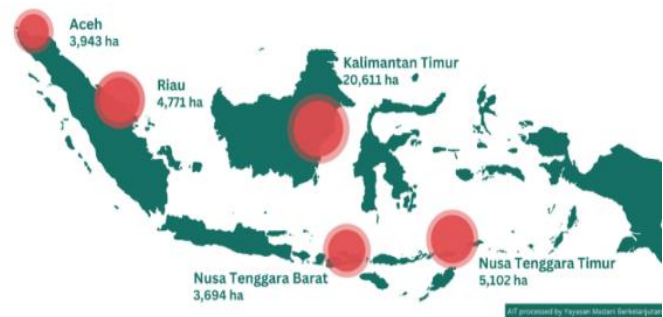 Aceh
3,943 ha
Riau
4,771 ha
Kalimantan Timur
20,611 ha
Nusa Tenggara Barat
3,694 ha
Nusa Tenggara Timur
5,102 ha
AIT processed by Yayasan Madani Berkelanjutan